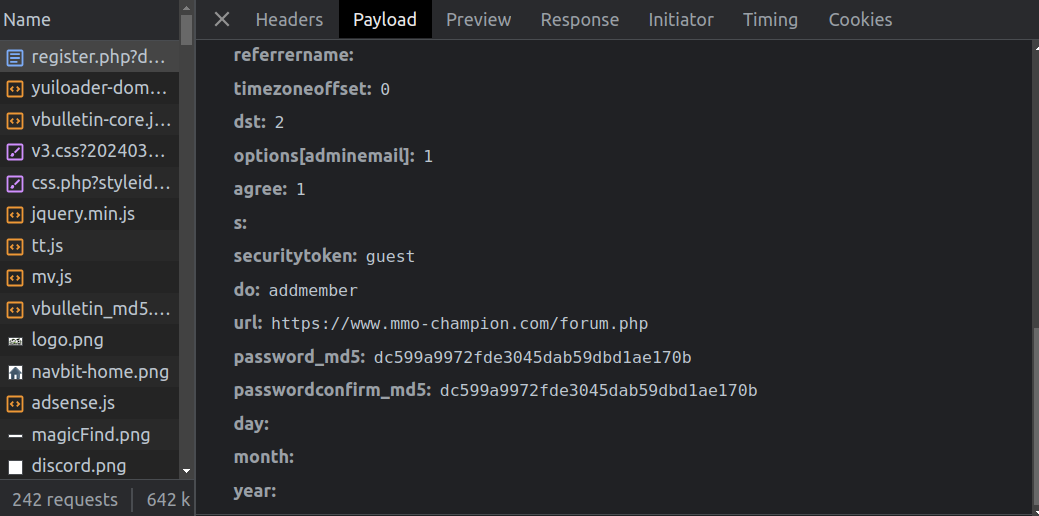 Name
register.php?d...
yuiloader-dom...
vbulletin-core.j...
v3.css?202403...
css.php?styleid...
jquery.min.js
tt.js
mv.js
vbulletin_md5....
logo.png
navbit-home.png
adsense.js
magicFind.png
discord.png
242 requests
642 k
Headers
Payload
Preview
Response
Initiator
Timing
Cookies
referrername:
timezoneoffset: 0
dst: 2
options[adminemail]: 1
agree: 1
s:
securitytoken: guest
do: addmember
url: https://www.mmo-champion.com/forum.php
password_md5: dc599a9972fde3045dab59dbd1ae170b
passwordconfirm_md5: dc599a9972fde3045dab59dbd1ae170b
day:
month:
year: